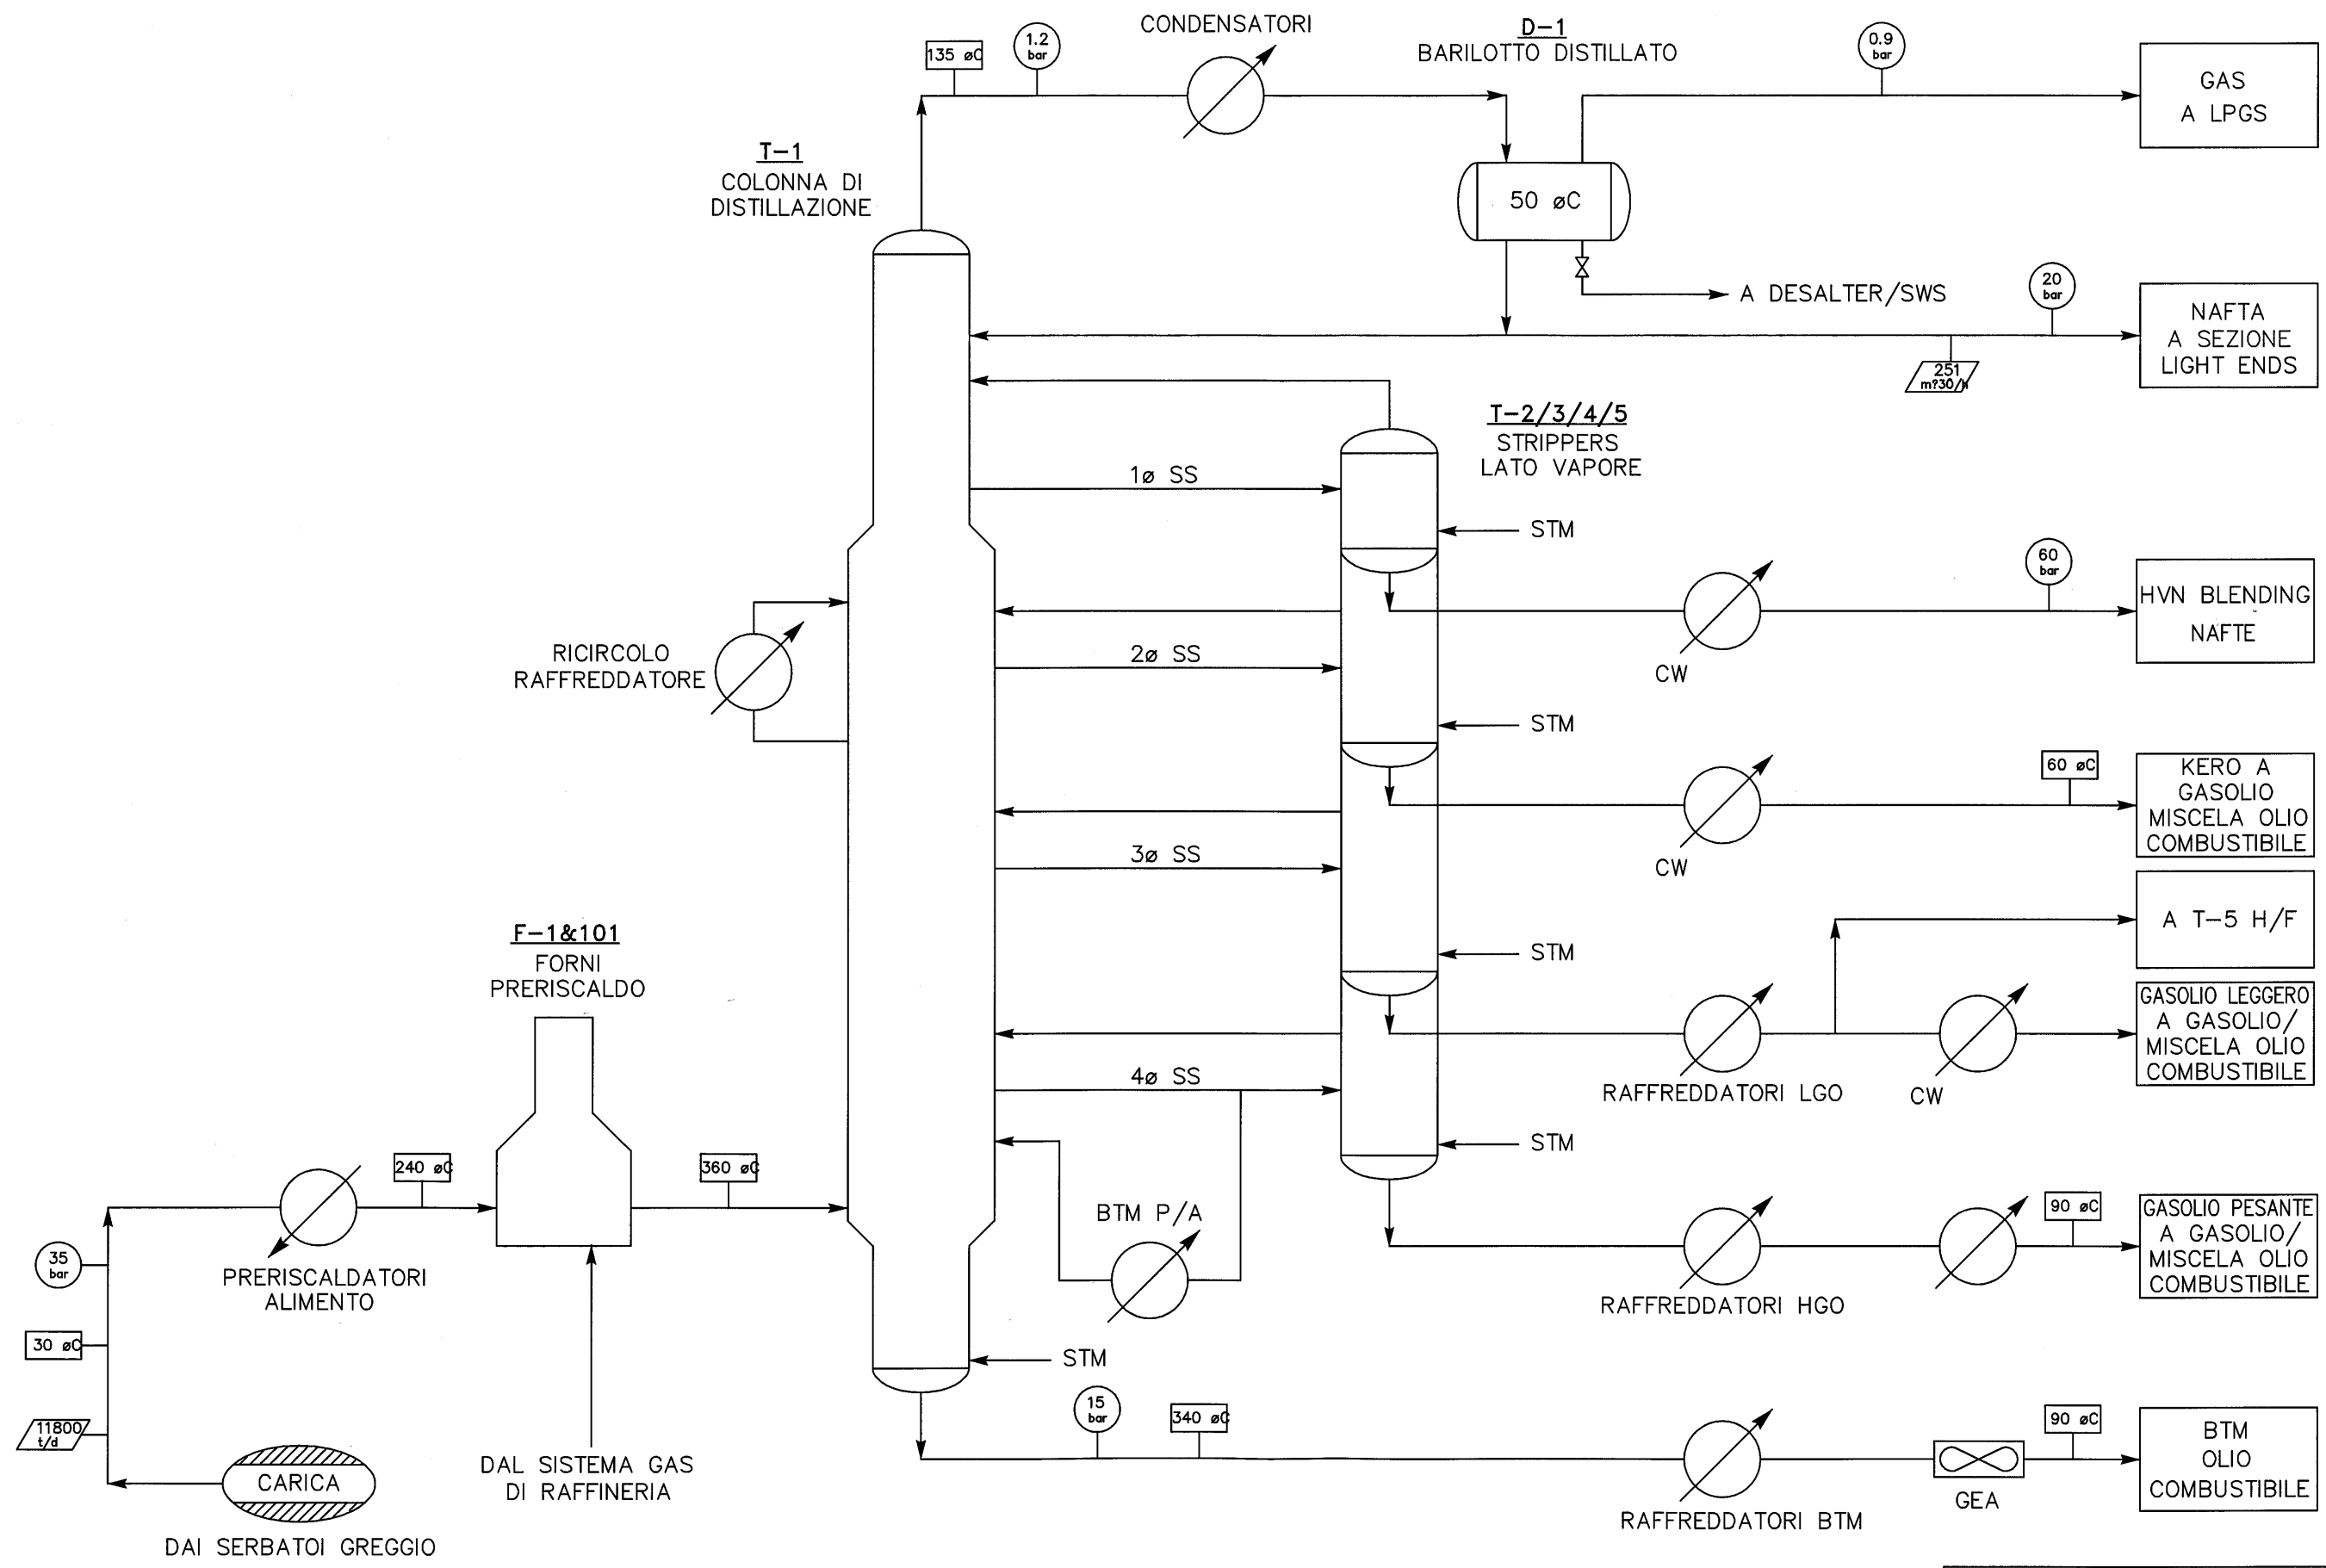 CONDENSATORI
D-1
BARILOTTO DISTILLATO
135 øC
1.2
bar
0.9
bar
GAS
A LPGS
T-1
COLONNA DI
DISTILLAZIONE
50 øC
A DESALTER/SWS
20
bar
NAFTA
A SEZIONE
LIGHT ENDS
251
m?30/h
T-2/3/4/5
STRIPPERS
LATO VAPORE
1ø SS
STM
60
bar
HVN BLENDING
NAFTE
CW
RICIRCOLO
RAFFREDDATORE
2ø SS
STM
60 øC
KERO A
GASOLIO
MISCELA OLIO
COMBUSTIBILE
CW
3ø SS
STM
A T-5 H/F
F-1&101
FORNI
PRERISCALDO
GASOLIO LEGGERO
A GASOLIO/
MISCELA OLIO
COMBUSTIBILE
RAFFREDDATORI LGO
CW
4ø SS
STM
240 øC
360 øC
BTM P/A
90 øC
GASOLIO PESANTE
A GASOLIO/
MISCELA OLIO
COMBUSTIBILE
RAFFREDDATORI HGO
35
bar
PRERISCALDATORI
ALIMENTO
30 øC
STM
11800
t/d
CARICA
DAI SERBATOI GREGGIO
DAL SISTEMA GAS
DI RAFFINERIA
15
bar
340 øC
RAFFREDDATORI BTM
GEA
90 øC
BTM
OLIO
COMBUSTIBILE